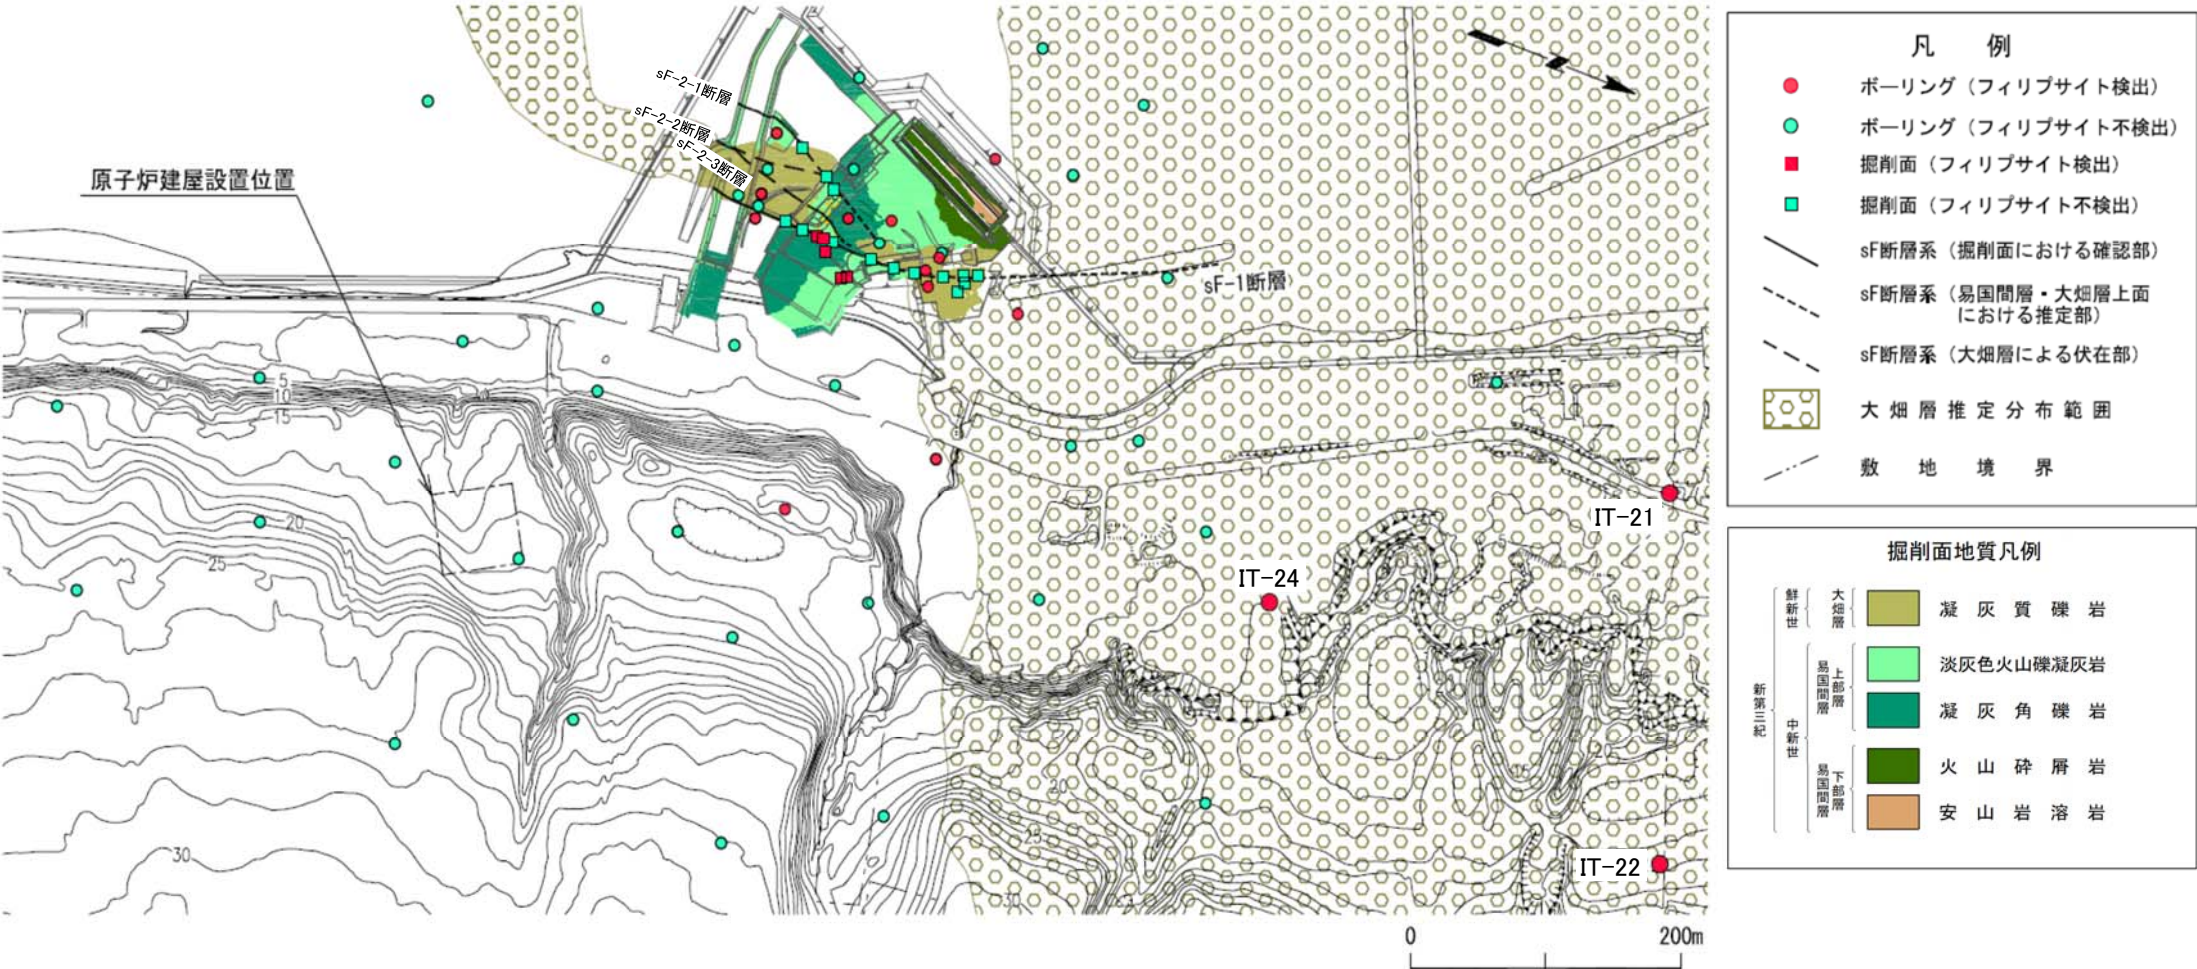 sF-2-1断層
sF-2-2断層
sF-2-3断層
原子炉建屋設置位置
sF-1断層
5
10
15
20
25
30
20
25
30
15
20
5
IT-21
IT-24
IT-22
0
200m
凡 例
ボーリング（フィリプサイト検出）
ボーリング（フィリプサイト不検出）
掘削面（フィリプサイト検出）
掘削面（フィリプサイト不検出）
sF断層系（掘削面における確認部）
sF断層系（易国間層・大畑層上面
における推定部）
sF断層系（大畑層による伏在部）
大畑層推定分布範囲
敷地境界
掘削面地質凡例
新第三紀
鮮新世
大畑層
凝灰質礫岩
中新世
易国間層
上部層
淡灰色火山礫凝灰岩
凝灰角礫岩
易国間層
下部層
火山砕屑岩
安山岩溶岩